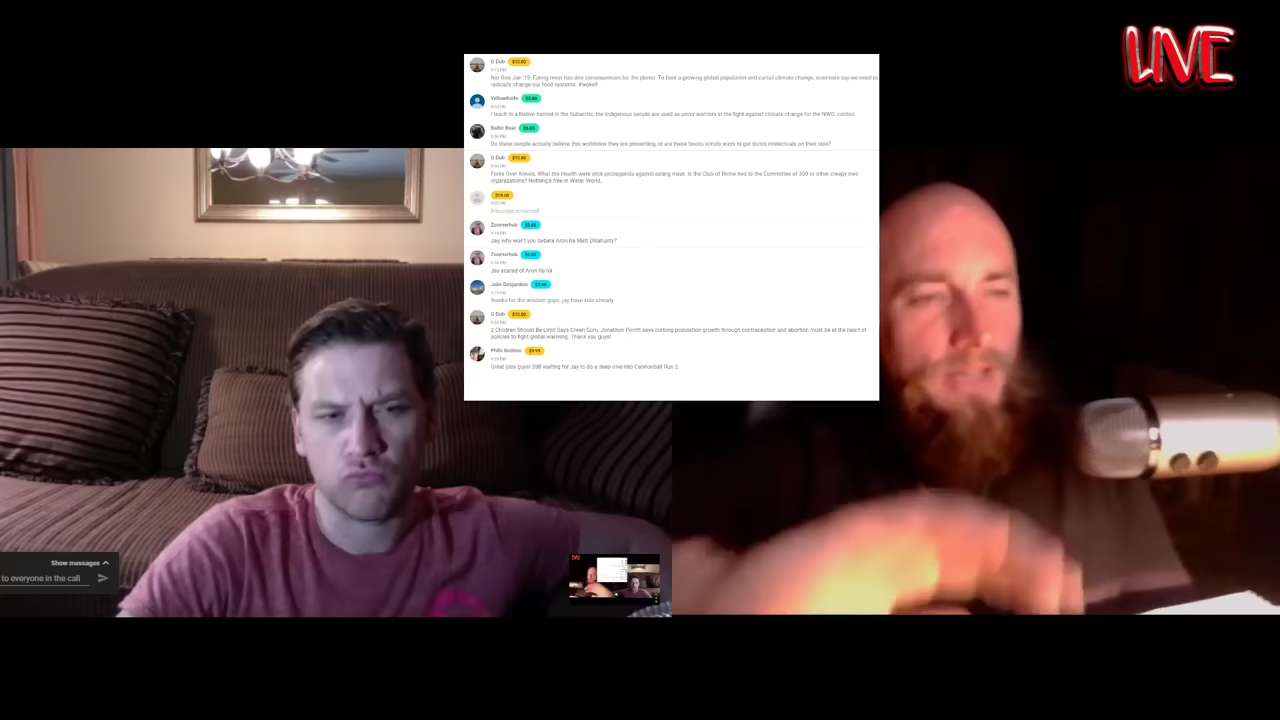 LIVE
G Dub $10.00
Nat Geo Jan '19. Eating meat has dire consequences for the planet. To feed a growing global population and curtail climate change, scientists say we need to
radically change our food systems. #woke!!
YellowKnife $5.00
I teach in a Native hamlet in the Subarctic, the indigenous people are used as proxy warriors in the fight against climate change for the NWO. control.
Baltic Bear $5.00
Do these people actually believe this worldview they are presenting, or are these books simply ways to get dumb intelectuals on their side?
G Dub $10.00
Forks Over Knives, What the Health were slick propaganda against eating meat. Is the Club of Rome tied to the Committee of 300 or other creepy nwo
organizations? Nothing's free in Water World..
[message retracted]
Zoomerhub $2.00
Jay, why won't you debate Aron Ra Matt Dillahunty?
Zoomerhub
Jay scared of Aron Ra lol
Jake Desjardins $2.00
thanks for the wisdom guys, jay, have kids already
G Dub $10.00
2 Children Should Be Limit Says Green Guru, Jonathon Porritt says curbing population growth through contraception and abortion must be at the heart of
policies to fight global warming. Thank you guys!
Philo Beddoe $9.99
Great jobs guys! Still waiting for Jay to do a deep dive into Cannonball Run 2
Show messages
to everyone in the call